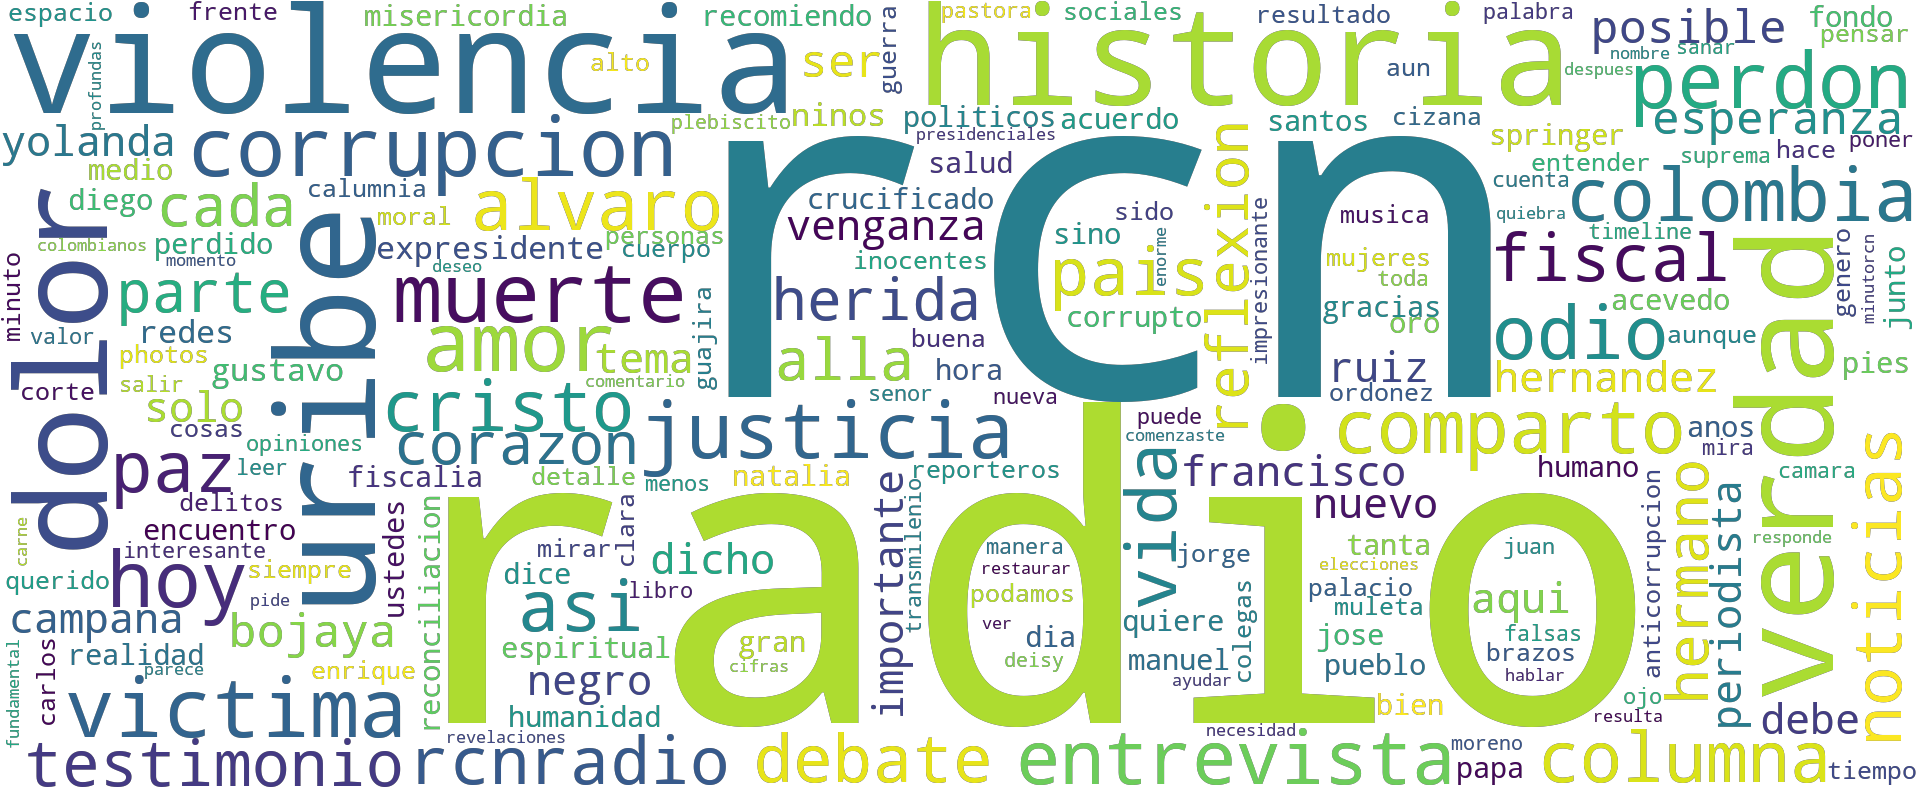 espacio
frente
misericordia
recomiendo
pastora
sociales
resultado
palabra
posible
fondo
pensar
violencia
profundas
alto
ser
guerra
historia
aun
despues
nombre
sanar
perdon
yolanda
corrupcion
plebiscito
ninos
politicos
presidenciales
acuerdo
santos
cizana
springer
esperanza
poner
medio
calumnia
salud
entender
suprema
hace
diego
cada
moral
alvaro
crucificado
venganza
rcn
sido
sino
reflexion
impresionante
musica
cuenta
quiebra
colombia
timeline
colombianos
perdido
momento
expresidente
personas
cuerpo
deseo
inocentes
enorme
pais
mujeres
toda
gracias
fiscal
verdad
genero
minutorcn
junto
minuto
dolor
parte
uribe
muerte
herida
corrupto
oro
odio
acevedo
aunque
valor
redes
photos
amor
tema
guajira
buena
alla
hora
ruiz
ordonez
hernandez
pies
corte
salir
gustavo
comentario
senor
nueva
solo
cristo
cosas
opiniones
corazon
justicia
puede
comenzaste
comparto
anos
mira
paz
leer
fiscalia
detalle
menos
natalia
reporteros
vida
francisco
humano
camara
noticias
delitos
encuentro
ustedes
reconciliacion
clara
radio
importante
transmilenio
nuevo
anticorrupcion
hermano
periodista
carne
interesante
mirar
dicho
manera
restaurar
jorge
tanta
elecciones
juan
responde
querido
hoy
siempre
pide
dice
libro
asi
podamos
ver
dia
quiere
colegas
palacio
muleta
aqui
campana
bojaya
espiritual
gran
cifras
deisy
manuel
ayudar
jose
pueblo
falsas
brazos
hablar
fundamental
carlos
realidad
parece
enrique
negro
humanidad
bien
ojo
resulta
debe
victima
revelaciones
necesidad
testimonio
rcnradio
debate
entrevista
moreno
papa
columna
tiempo